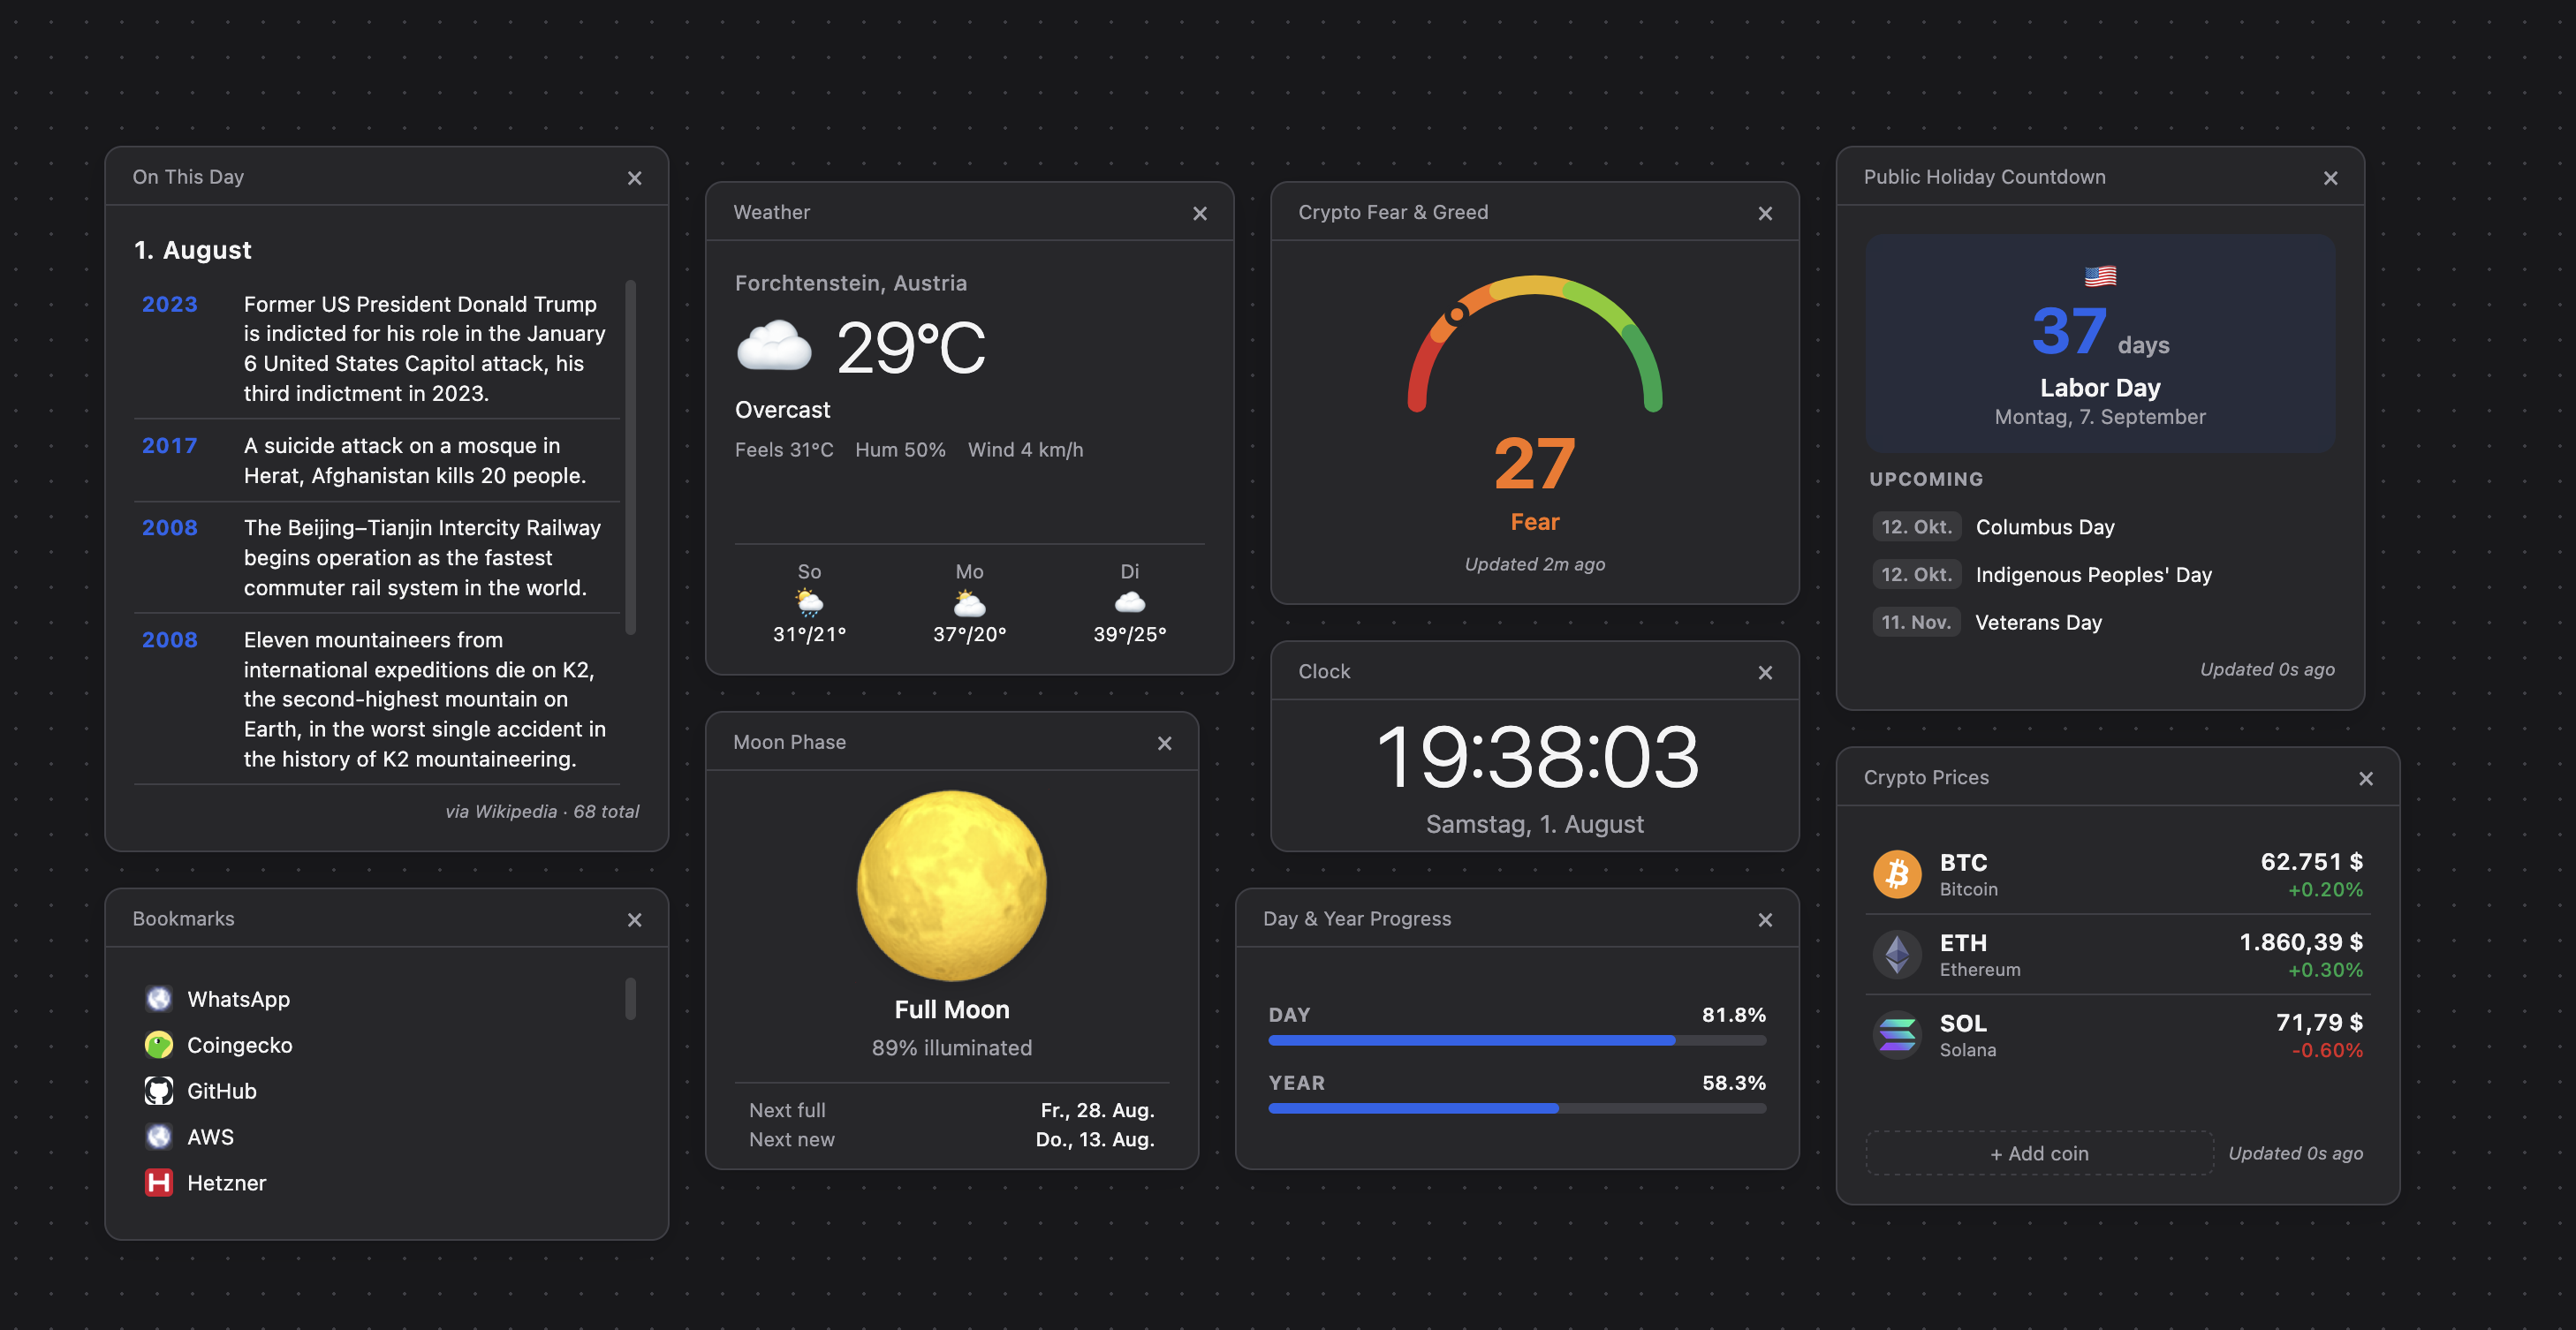 On This Day
1. August
2023
Former US President Donald Trump
is indicted for his role in the January
6 United States Capitol attack, his
third indictment in 2023.
2017
A suicide attack on a mosque in
Herat, Afghanistan kills 20 people.
2008
The Beijing–Tianjin Intercity Railway
begins operation as the fastest
commuter rail system in the world.
2008
Eleven mountaineers from
international expeditions die on K2,
the second-highest mountain on
Earth, in the worst single accident in
the history of K2 mountaineering.
via Wikipedia · 68 total
Bookmarks
WhatsApp
Coingecko
GitHub
AWS
Hetzner
Weather
Forchtenstein, Austria
29°C
Overcast
Feels 31°C Hum 50% Wind 4 km/h
So Mo Di
31°/21° 37°/20° 39°/25°
Moon Phase
Full Moon
89% illuminated
Next full Fr., 28. Aug.
Next new Do., 13. Aug.
Crypto Fear & Greed
27
Fear
Updated 2m ago
Clock
19:38:03
Samstag, 1. August
Day & Year Progress
DAY 81.8%
YEAR 58.3%
Public Holiday Countdown
37 days
Labor Day
Montag, 7. September
UPCOMING
12. Okt. Columbus Day
12. Okt. Indigenous Peoples' Day
11. Nov. Veterans Day
Updated 0s ago
Crypto Prices
BTC 62.751 $
Bitcoin +0.20%
ETH 1.860,39 $
Ethereum +0.30%
SOL 71,79 $
Solana -0.60%
+ Add coin Updated 0s ago